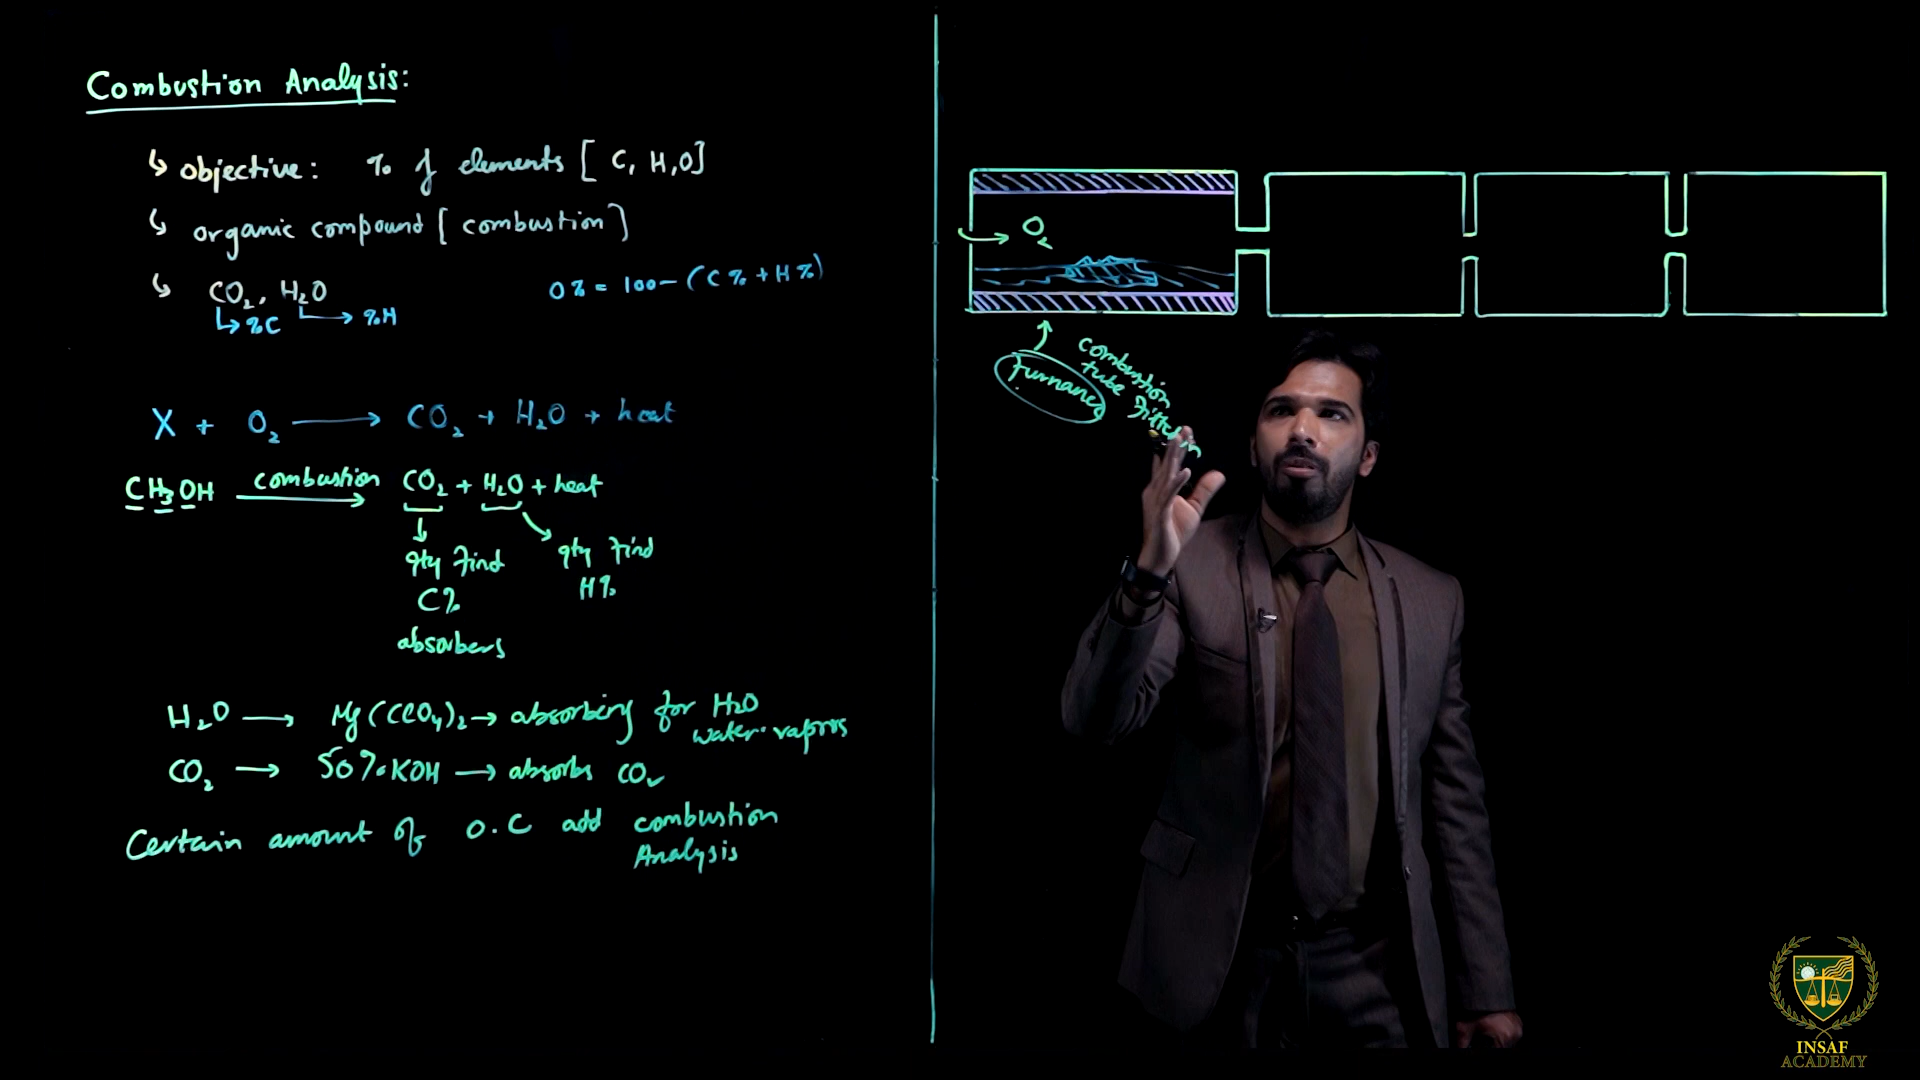 Combustion Analysis:
↳ objective: % of elements [ C, H, O ]
↳ organic compound [ combustion ]
↳ CO₂, H₂O
↳ %C → %H
O% = 100 - (C% + H%)
X + O₂ → CO₂ + H₂O + heat
CH₃OH combustion → CO₂ + H₂O + heat
↓ qty find
C%
absorbers
qty find
H%
H₂O → Mg(ClO₄)₂ → absorbing for H₂O
water vapors
CO₂ → 50% KOH → absorbs CO₂
Certain amount of O.C add combustion
Analysis
O₂
furnance
combustion
tube
in
INSAF
ACADEMY